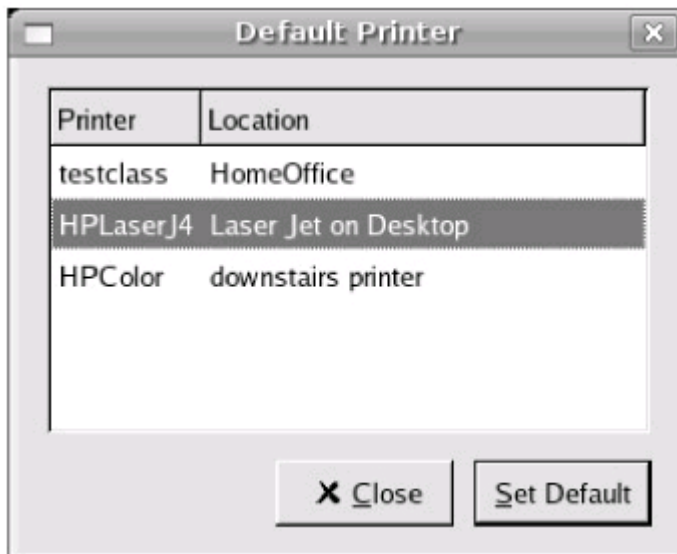 Default Printer
Printer Location
testclass HomeOffice
HPLaserJ4 Laser Jet on Desktop
HPColor downstairs printer
Close Set Default